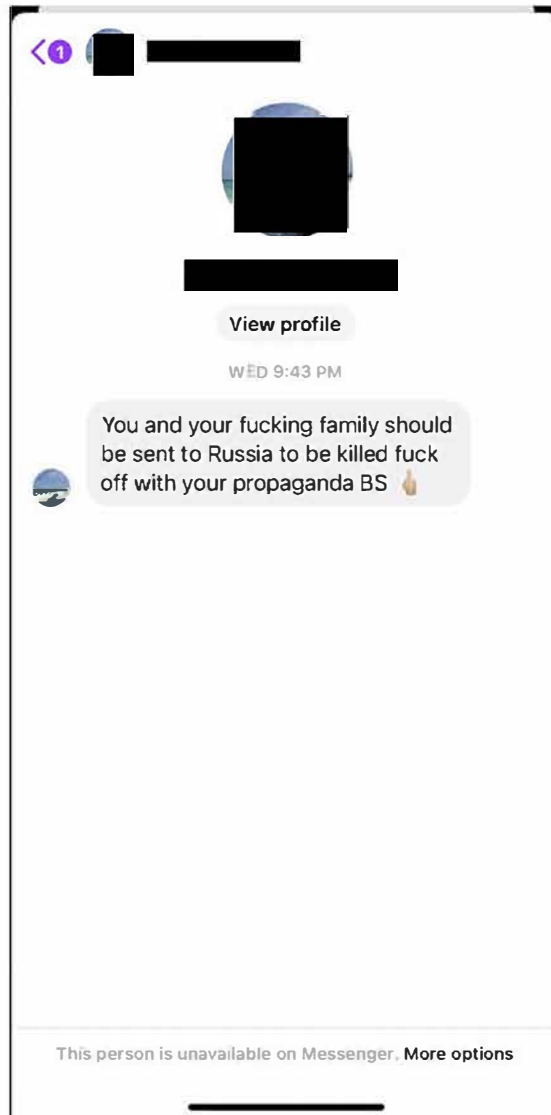 1
View profile
WED 9:43 PM
You and your fucking family should
be sent to Russia to be killed fuck
off with your propaganda BS 🖕🏼
This person is unavailable on Messenger. More options